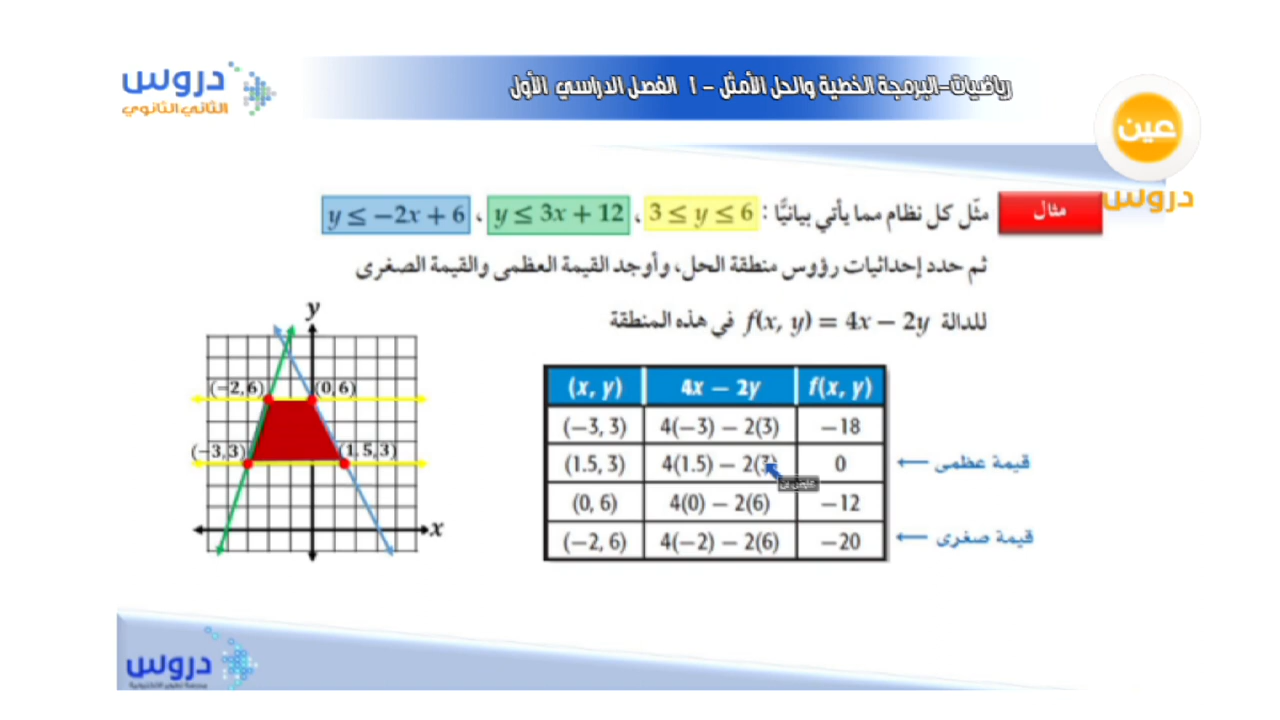 دروس
الثاني الثانوي
رياضيات-البرمجة الخطية والحل الأمثل - ٢ الفصل الدراسي الأول
عين
دروس
مثال
مثّل كل نظام مما يأتي بيانيًّا : 3 ≤ y ≤ 6 ، y ≤ 3x + 12 ، y ≤ −2x + 6
ثم حدد إحداثيات رؤوس منطقة الحل، وأوجد القيمة العظمى والقيمة الصغرى
للدالة f(x, y) = 4x − 2y في هذه المنطقة
y
(−2,6) (0,6)
(−3,3) (1.5,3)
x
(x, y) 4x − 2y f(x, y)
(−3, 3) 4(−3) − 2(3) −18
(1.5, 3) 4(1.5) − 2(3) 0 ← قيمة عظمى
(0, 6) 4(0) − 2(6) −12
(−2, 6) 4(−2) − 2(6) −20 ← قيمة صغرى
دروس